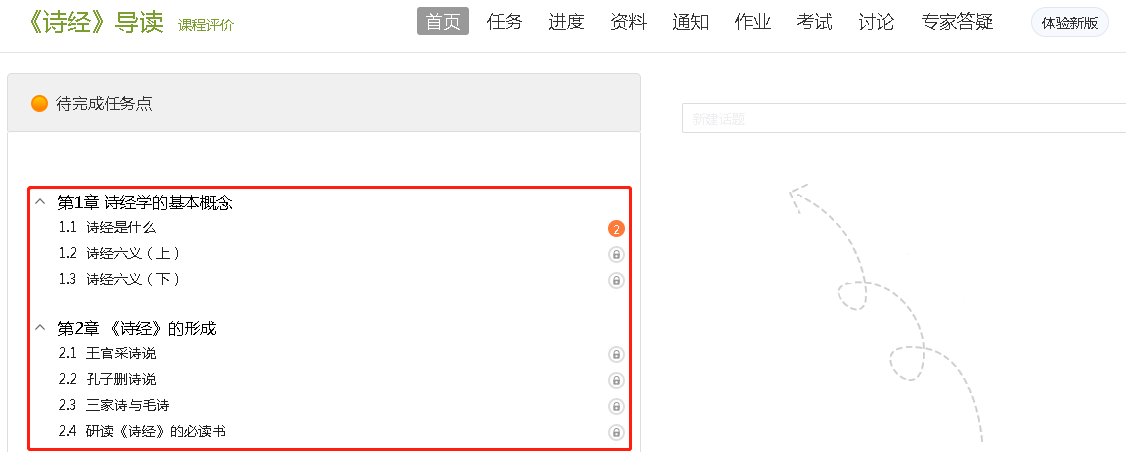 《诗经》导读 课程评价 首页 任务 进度 资料 通知 作业 考试 讨论 专家答疑 体验新版
待完成任务点
新建话题
第1章 诗经学的基本概念
1.1 诗经是什么 2
1.2 诗经六义（上）
1.3 诗经六义（下）
第2章 《诗经》的形成
2.1 王官采诗说
2.2 孔子删诗说
2.3 三家诗与毛诗
2.4 研读《诗经》的必读书